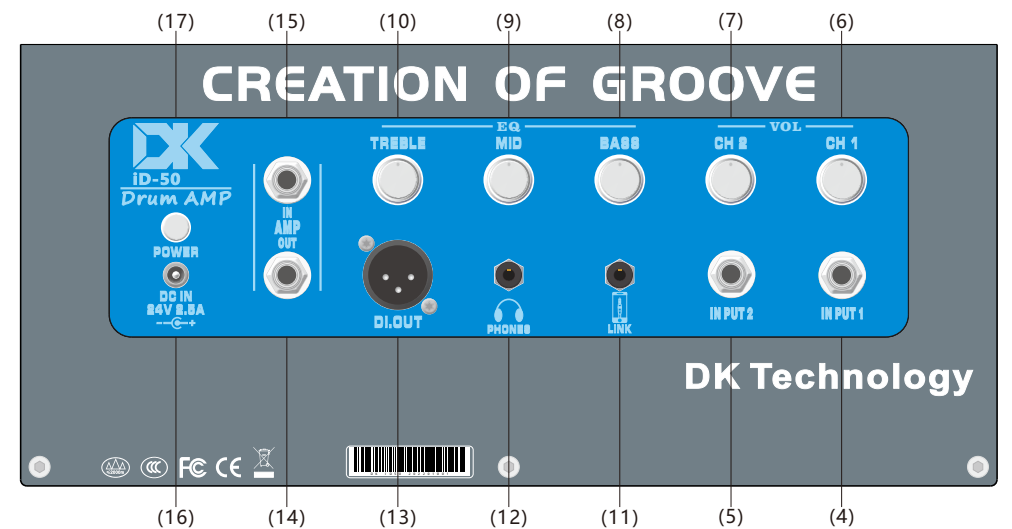 (17) (15) (10) (9) (8) (7) (6)
CREATION OF GROOVE
EQ VOL
DK TREBLE MID BASS CH 2 CH 1
iD-50
Drum AMP
IN
AMP
OUT
POWER
DC IN
24V 2.5A
- +
DI.OUT
PHONES
LINK
IN PUT 2
IN PUT 1
DK Technology
CCC FC CE
(16) (14) (13) (12) (11) (5) (4)